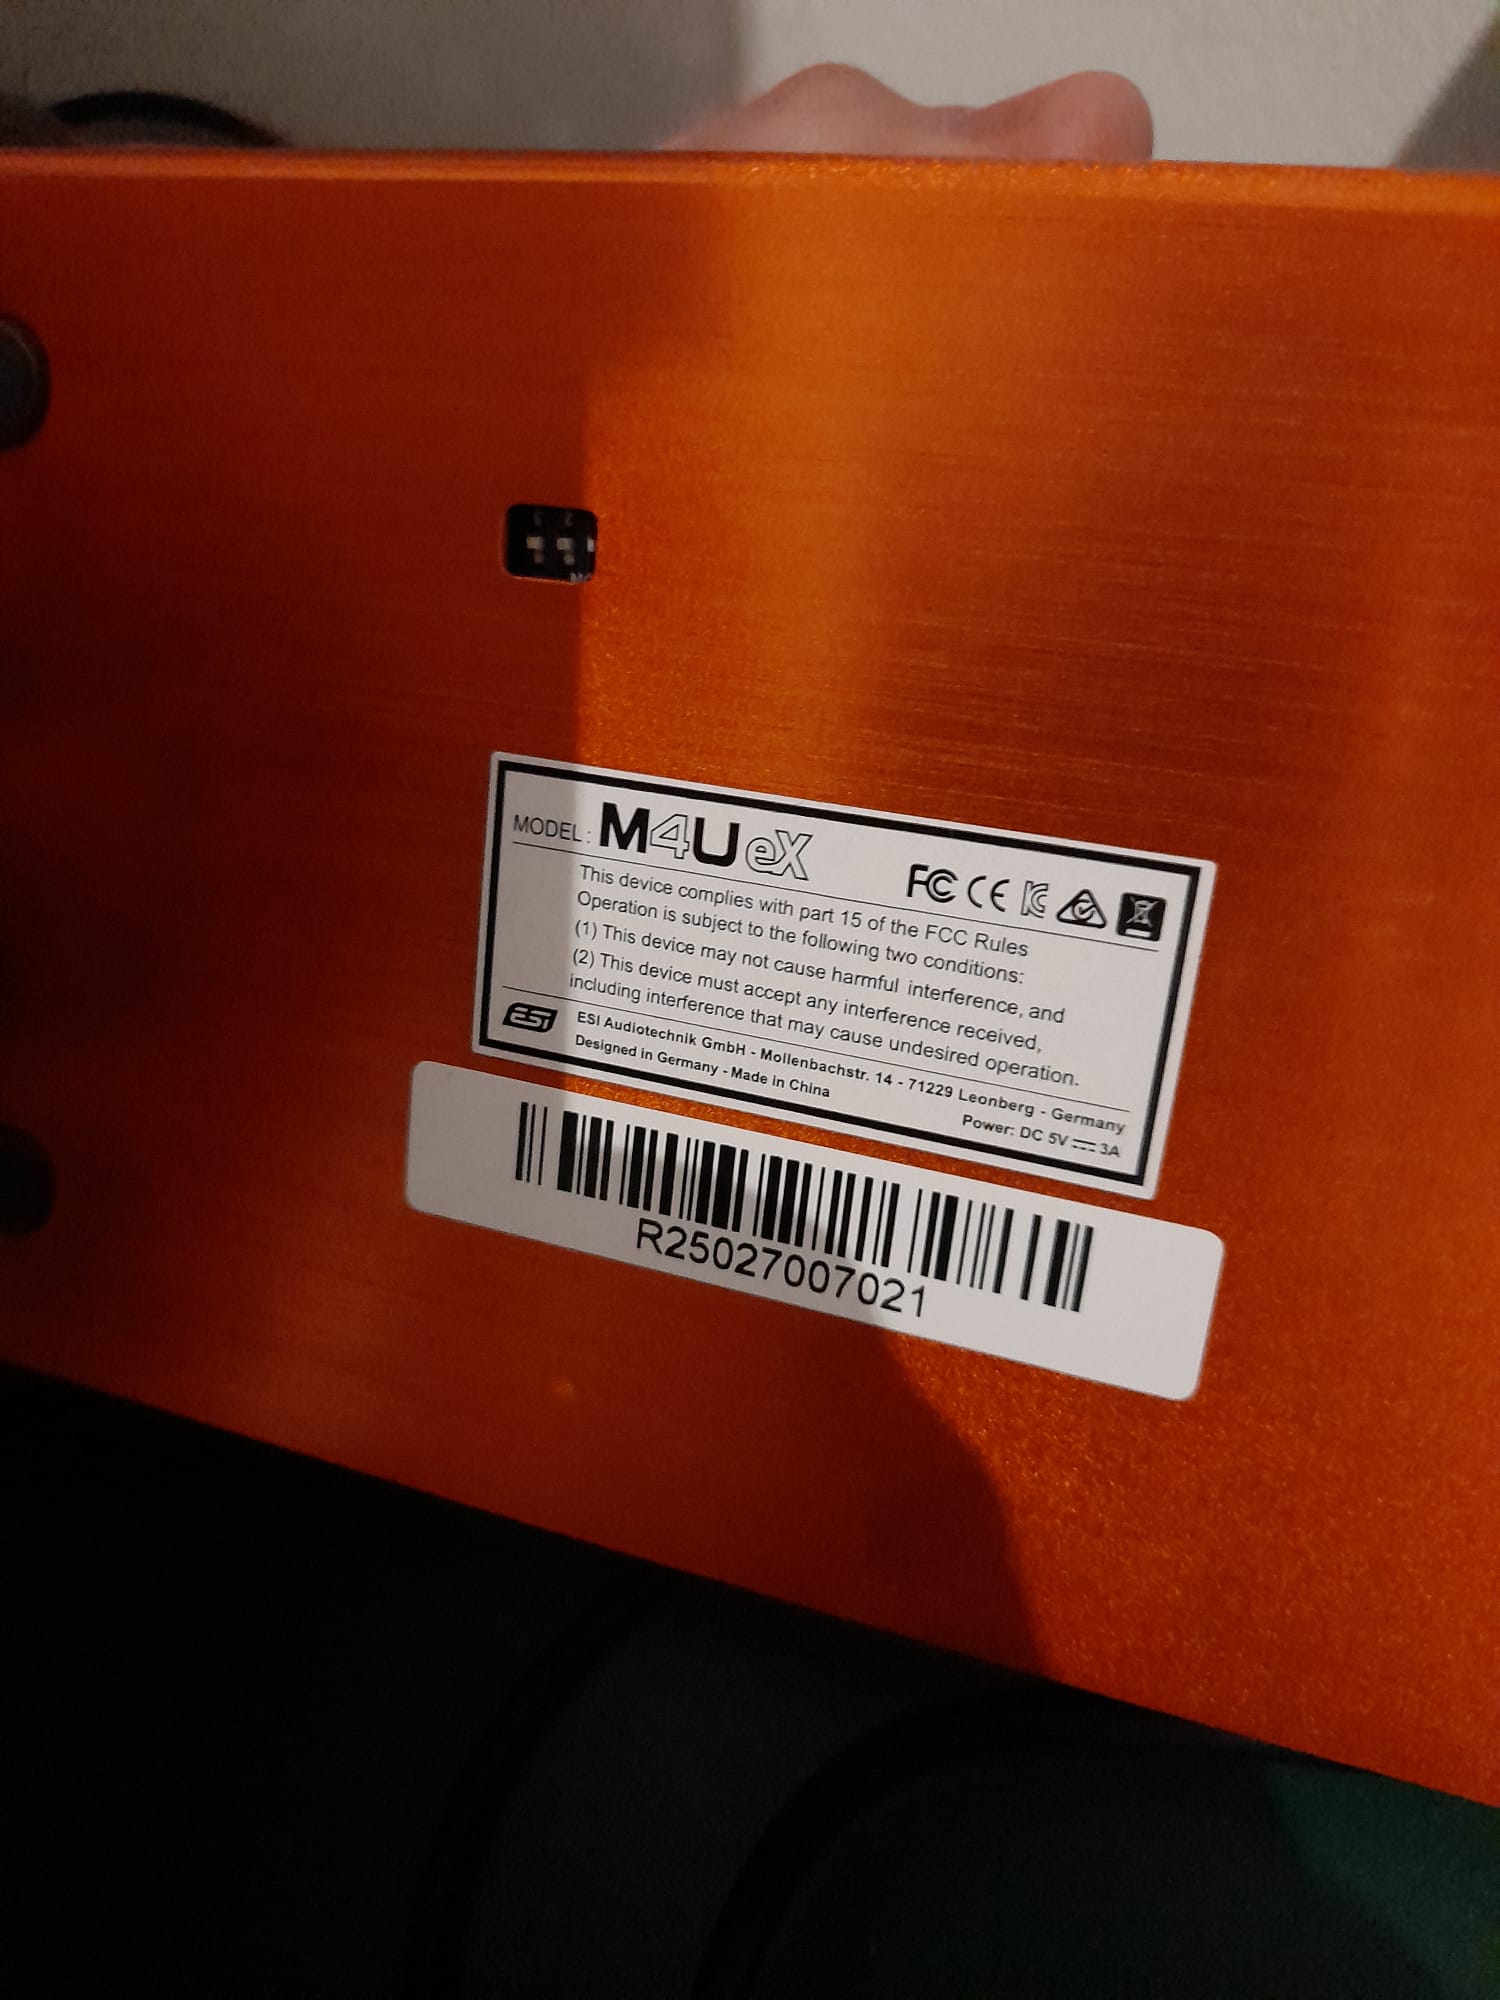 MODEL: M4UeX
FC CE
This device complies with part 15 of the FCC Rules
Operation is subject to the following two conditions:
(1) This device may not cause harmful interference, and
(2) This device must accept any interference received,
including interference that may cause undesired operation.
ESI
ESI Audiotechnik GmbH - Mollenbachstr. 14 - 71229 Leonberg - Germany
Designed in Germany - Made in China
Power: DC 5V ⎓ 3A
R25027007021